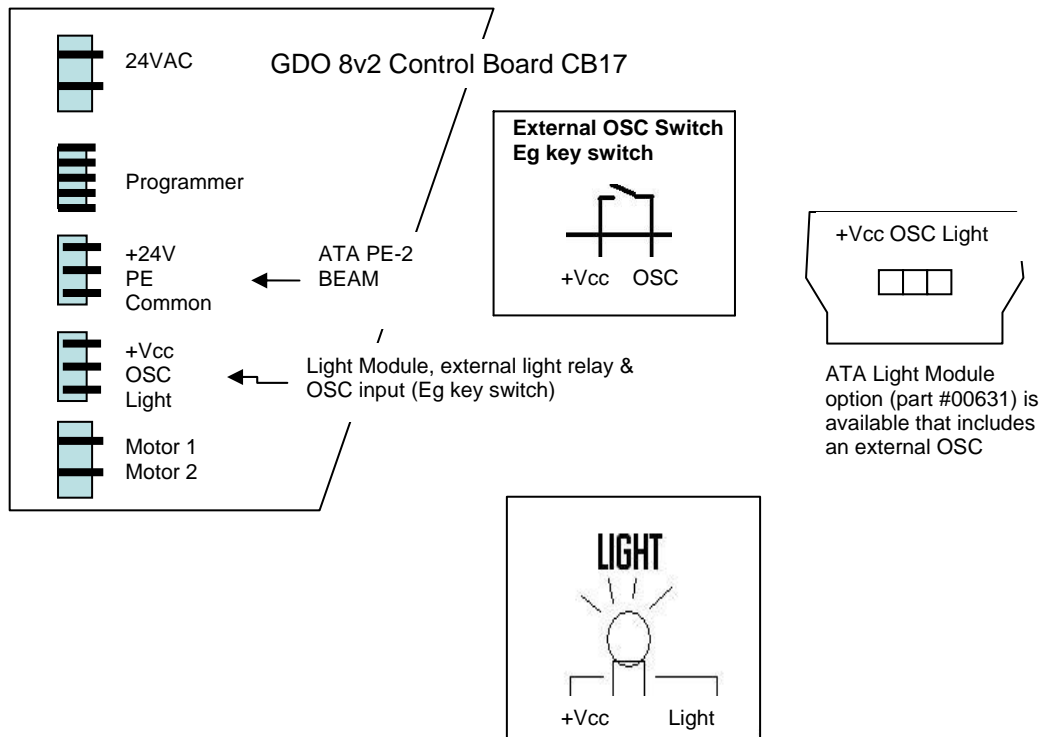 24VAC
GDO 8v2 Control Board CB17
Programmer
+24V
PE
Common
ATA PE-2
BEAM
+Vcc
OSC
Light
Light Module, external light relay &
OSC input (Eg key switch)
Motor 1
Motor 2
External OSC Switch
Eg key switch
+Vcc OSC
+Vcc OSC Light
ATA Light Module
option (part #00631) is
available that includes
an external OSC
LIGHT
+Vcc Light